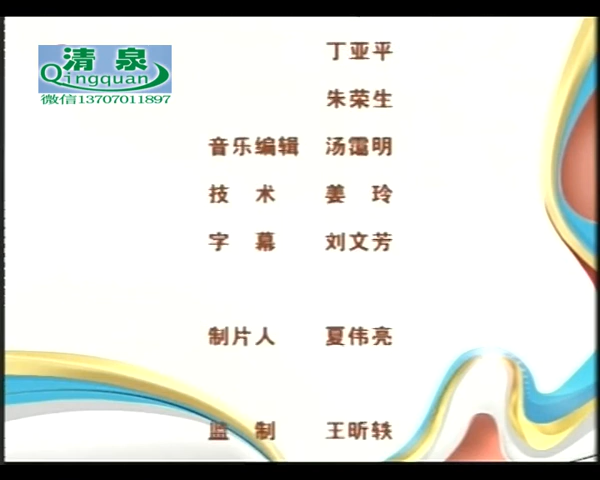 清泉
Qingquan
微信13707011897
丁亚平
朱荣生
音乐编辑 汤霭明
技 术 姜 玲
字 幕 刘文芳
制片人 夏伟亮
监 制 王昕轶